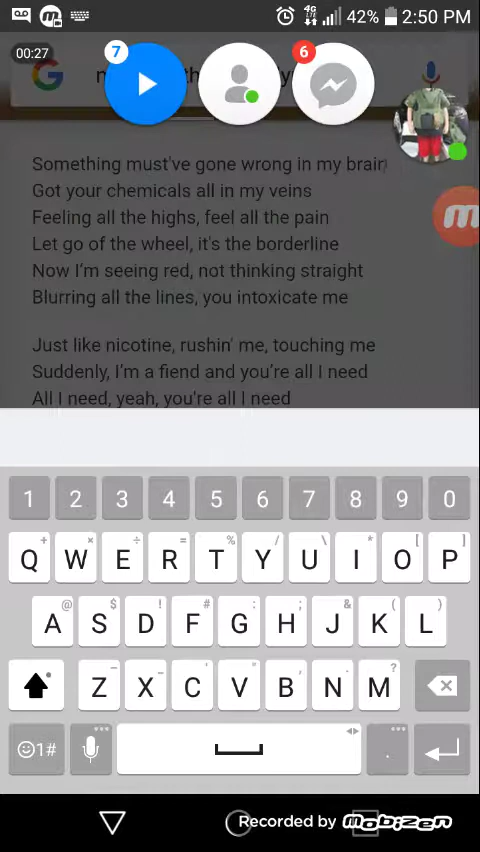 42% 2:50 PM
00:27
7
6
Something must've gone wrong in my brain
Got your chemicals all in my veins
Feeling all the highs, feel all the pain
Let go of the wheel, it's the borderline
Now I'm seeing red, not thinking straight
Blurring all the lines, you intoxicate me
Just like nicotine, rushin' me, touching me
Suddenly, I'm a fiend and you're all I need
All I need, yeah, you're all I need
1 2 3 4 5 6 7 8 9 0
Q W E R T Y U I O P
A S D F G H J K L
Z X C V B N M
1# .
Recorded by Mobizen